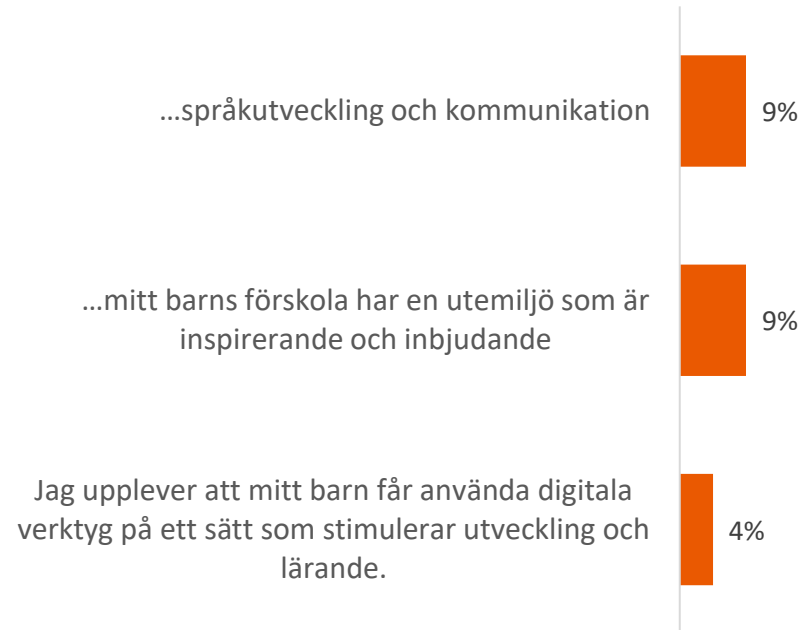 ...språkutveckling och kommunikation
9%
...mitt barns förskola har en utemiljö som är
inspirerande och inbjudande
9%
Jag upplever att mitt barn får använda digitala
verktyg på ett sätt som stimulerar utveckling och
lärande.
4%